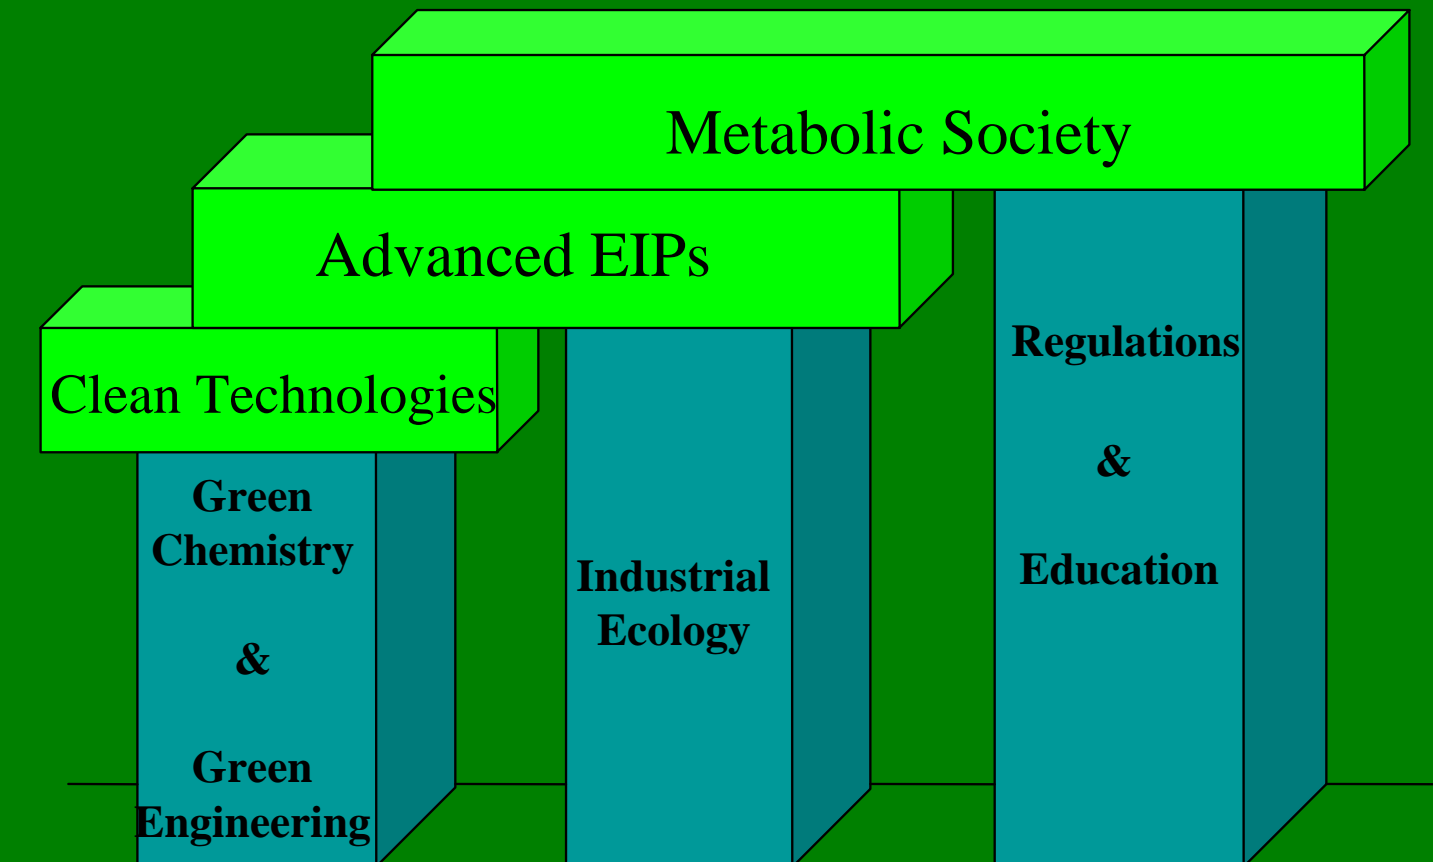 Metabolic Society
Advanced EIPs
Clean Technologies
Green
Chemistry
&
Green
Engineering
Industrial
Ecology
Regulations
&
Education